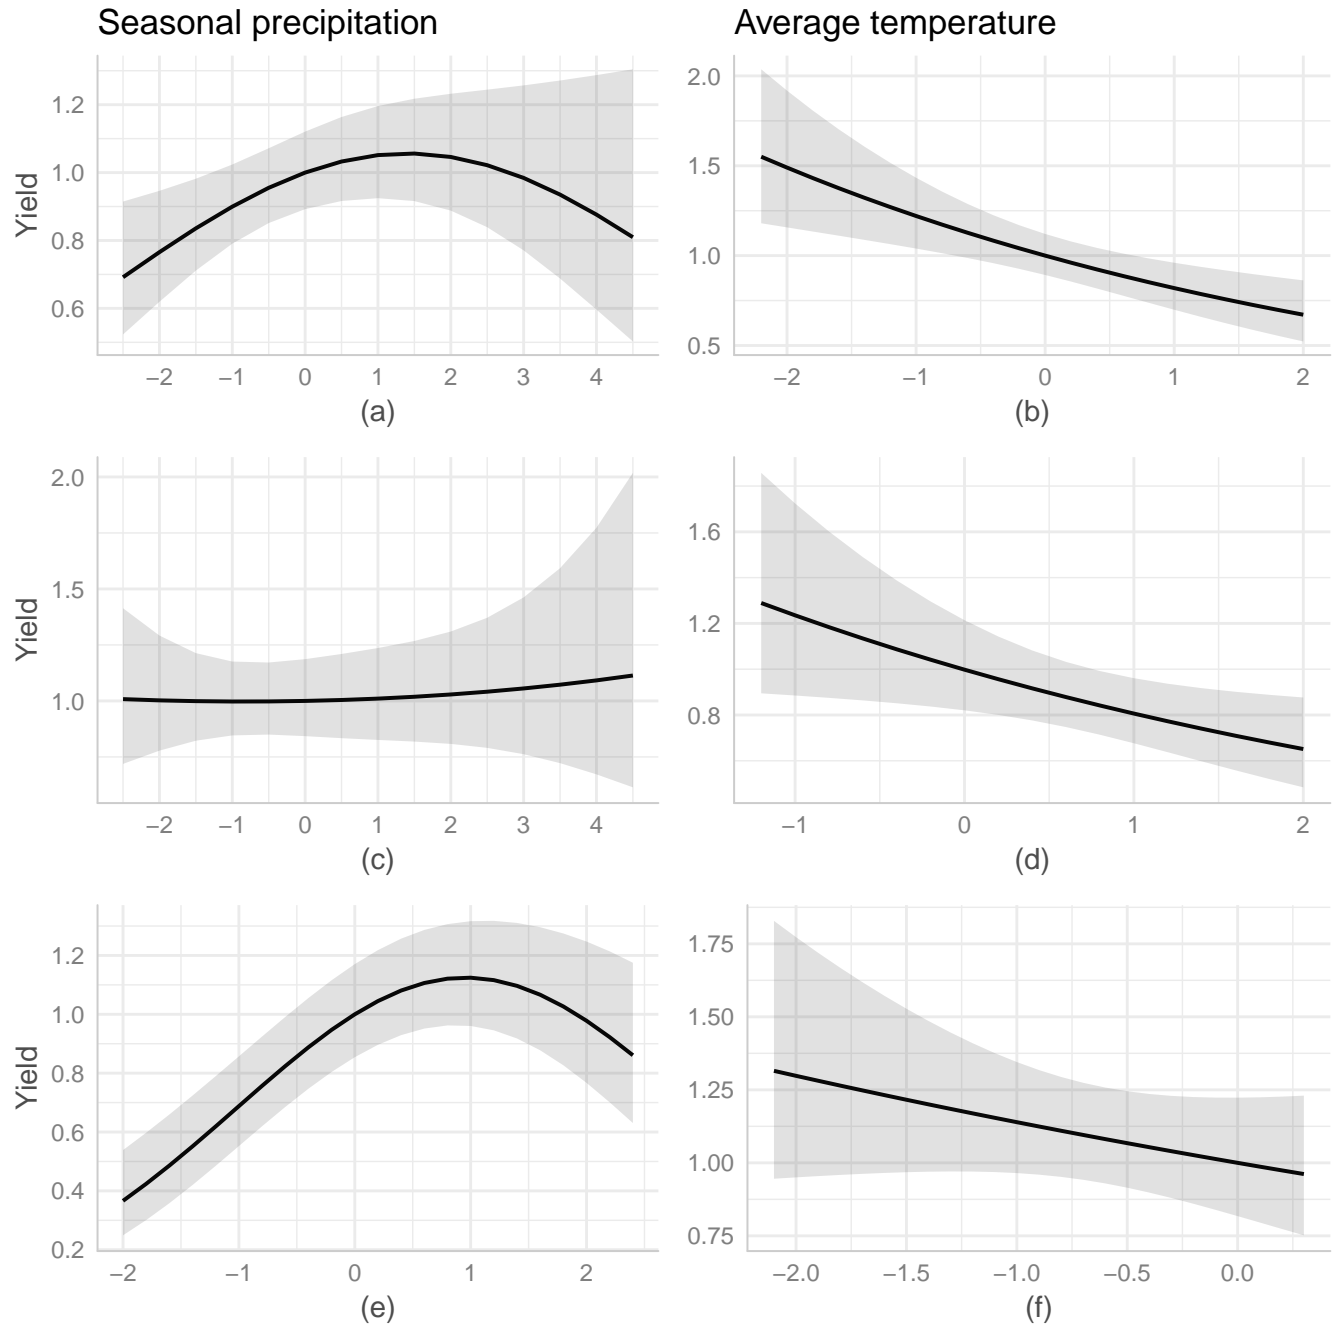 Seasonal precipitation
Average temperature
Yield
1.2
1.0
0.8
0.6
−2 −1 0 1 2 3 4
(a)
2.0
1.5
1.0
0.5
−2 −1 0 1 2
(b)
Yield
2.0
1.5
1.0
−2 −1 0 1 2 3 4
(c)
1.6
1.2
0.8
−1 0 1 2
(d)
Yield
1.2
1.0
0.8
0.6
0.4
0.2
−2 −1 0 1 2
(e)
1.75
1.50
1.25
1.00
0.75
−2.0 −1.5 −1.0 −0.5 0.0
(f)